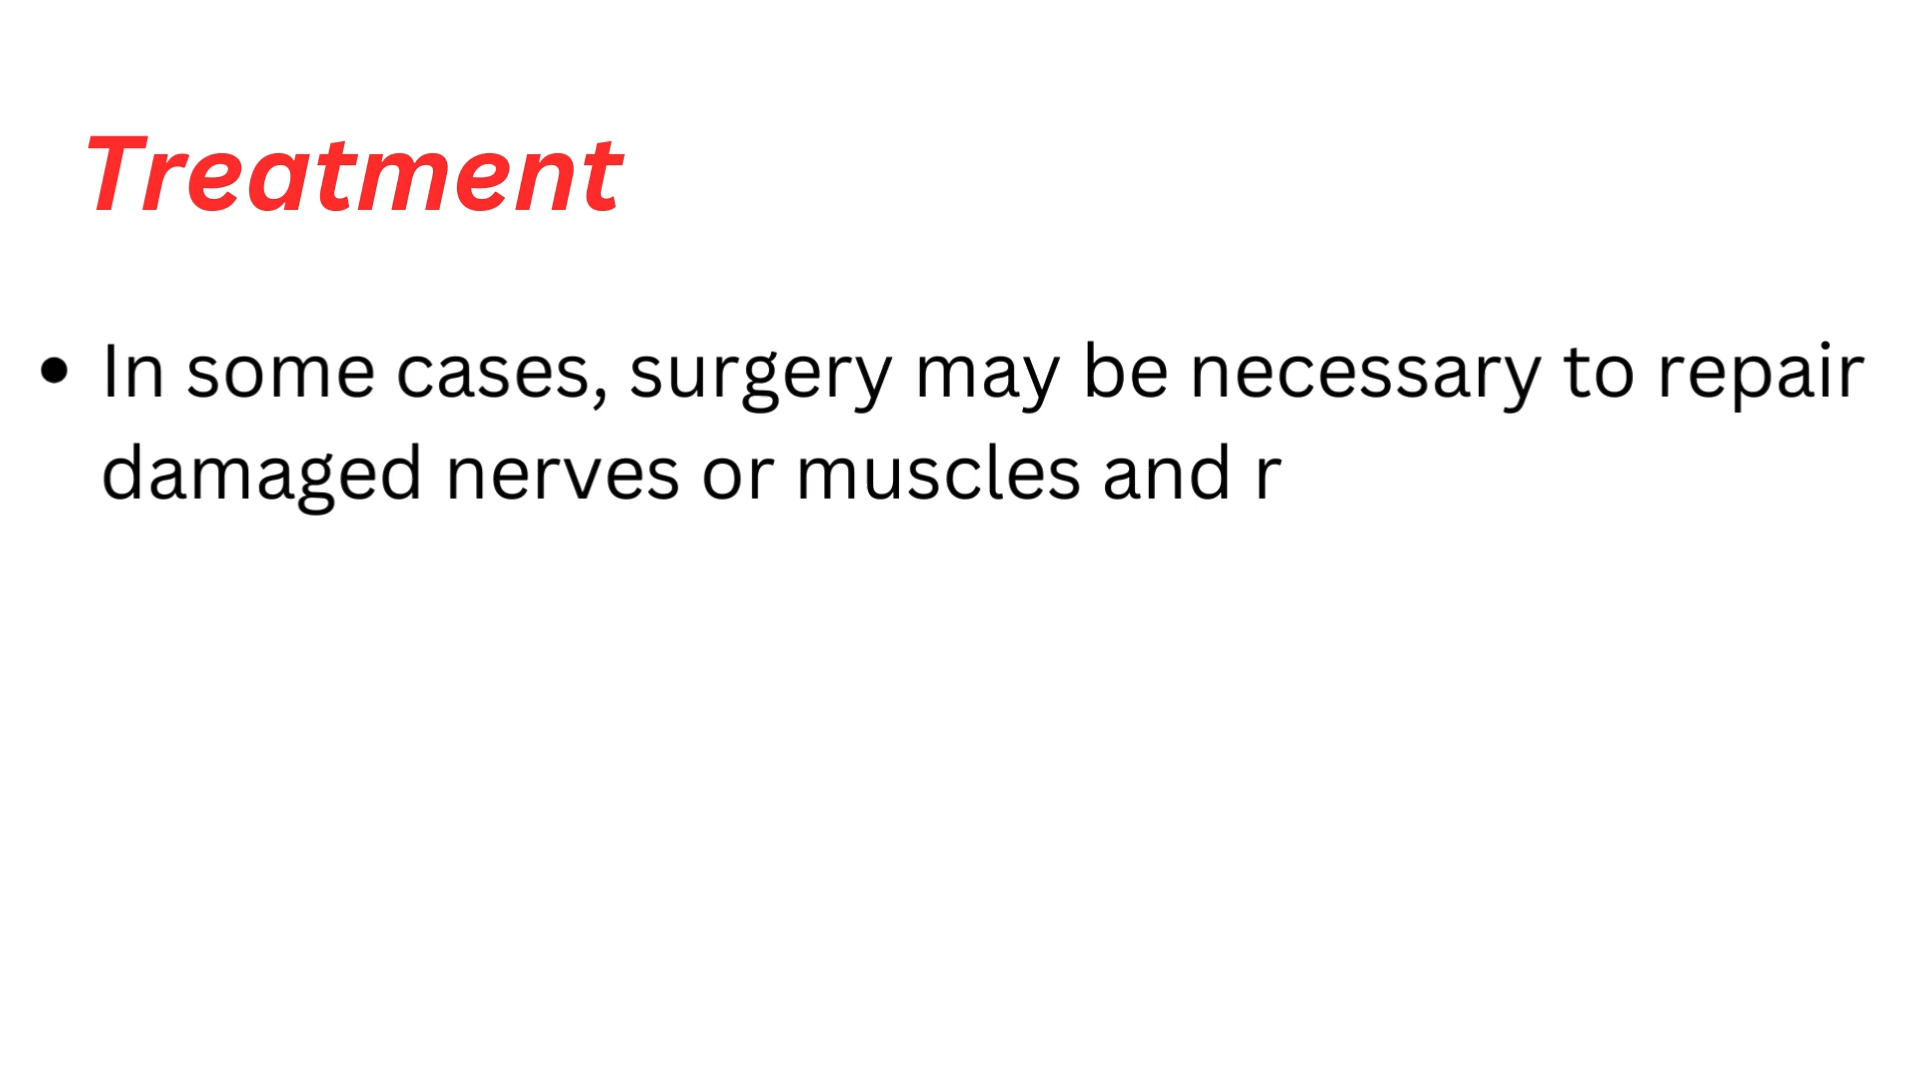 Treatment
• In some cases, surgery may be necessary to repair
damaged nerves or muscles and r